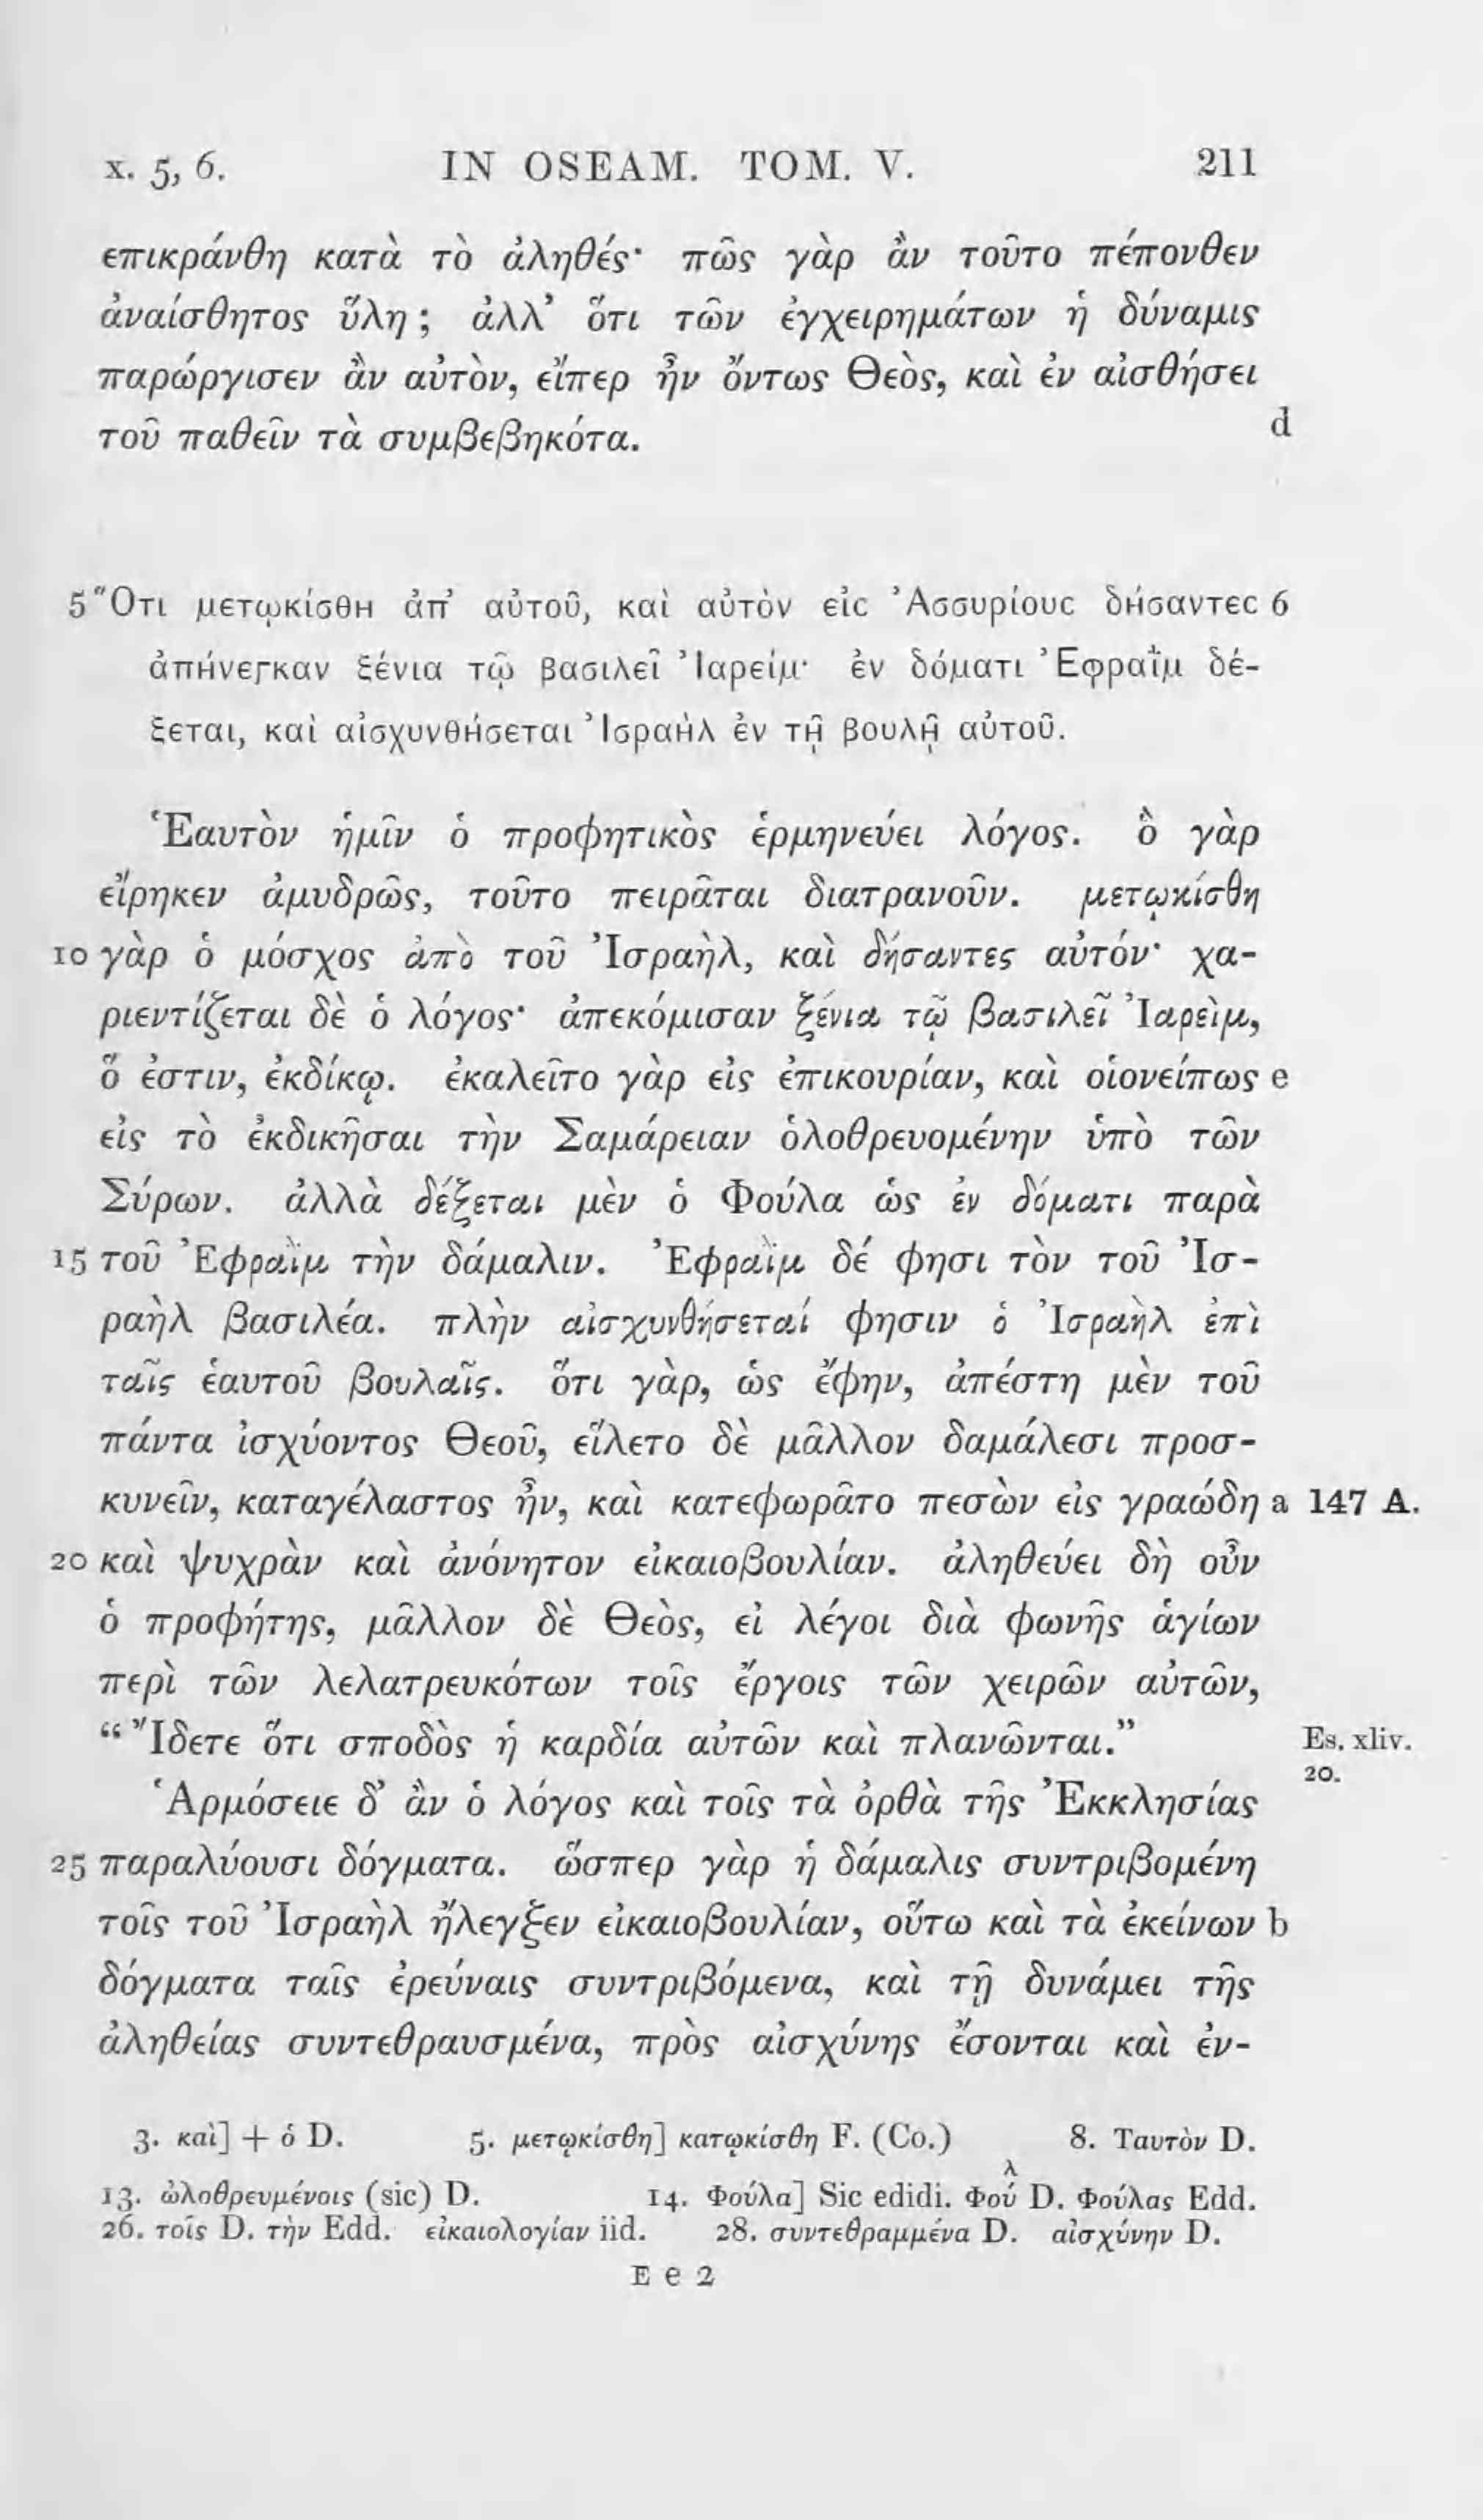 x. 5, 6. IN OSEAM. TOM. V. 211
επικράνθη κατὰ τὸ ἀληθές· πῶς γὰρ ἂν τοῦτο πέπονθεν
ἀναίσθητος ὕλη ; ἀλλ’ ὅτι τῶν ἐγχειρημάτων ἡ δύναμις
παρώργισεν ἂν αὐτὸν, εἴπερ ἦν ὄντως Θεὸς, καὶ ἐν αἰσθήσει
τοῦ παθεῖν τὰ συμβεβηκότα. d
5 Ὅτι μετῳκίσθη ἀπ’ αὐτοῦ, καὶ αὐτὸν εἰς Ἀσσυρίους δήσαντες 6
ἀπήνεγκαν ξένια τῷ βασιλεῖ Ἰαρείμ· ἐν δόματι Ἐφραῒμ δέ-
ξεται, καὶ αἰσχυνθήσεται Ἰσραὴλ ἐν τῇ βουλῇ αὐτοῦ.
Ἑαυτὸν ἡμῖν ὁ προφητικὸς ἑρμηνεύει λόγος. ὃ γὰρ
εἴρηκεν ἀμυδρῶς, τοῦτο πειρᾶται διατρανοῦν. μετῳκίσθη
10 γὰρ ὁ μόσχος ἀπὸ τοῦ Ἰσραὴλ, καὶ δήσαντες αὐτόν· χα-
ριεντίζεται δὲ ὁ λόγος· ἀπεκόμισαν ξένια τῷ βασιλεῖ Ἰαρεὶμ,
ὅ ἐστιν, ἐκδίκῳ. ἐκαλεῖτο γὰρ εἰς ἐπικουρίαν, καὶ οἱονείπως e
εἰς τὸ ἐκδικῆσαι τὴν Σαμάρειαν ὁλοθρευομένην ὑπὸ τῶν
Σύρων. ἀλλὰ δέξεται μὲν ὁ Φούλα ὡς ἐν δόματι παρὰ
15 τοῦ Ἐφραῒμ τὴν δάμαλιν. Ἐφραῒμ δέ φησι τὸν τοῦ Ἰσ-
ραὴλ βασιλέα. πλὴν αἰσχυνθήσεταί φησιν ὁ Ἰσραὴλ ἐπὶ
ταῖς ἑαυτοῦ βουλαῖς. ὅτι γὰρ, ὡς ἔφην, ἀπέστη μὲν τοῦ
πάντα ἰσχύοντος Θεοῦ, εἵλετο δὲ μᾶλλον δαμάλεσι προσ-
κυνεῖν, καταγέλαστος ἦν, καὶ κατεφωρᾶτο πεσὼν εἰς γραώδη a 147 A.
20 καὶ ψυχρὰν καὶ ἀνόνητον εἰκαιοβουλίαν. ἀληθεύει δὴ οὖν
ὁ προφήτης, μᾶλλον δὲ Θεὸς, εἰ λέγοι διὰ φωνῆς ἁγίων
περὶ τῶν λελατρευκότων τοῖς ἔργοις τῶν χειρῶν αὐτῶν,
“ Ἴδετε ὅτι σποδὸς ἡ καρδία αὐτῶν καὶ πλανῶνται.” Es. xliv.
20.
Ἁρμόσειε δ’ ἂν ὁ λόγος καὶ τοῖς τὰ ὀρθὰ τῆς Ἐκκλησίας
25 παραλύουσι δόγματα. ὥσπερ γὰρ ἡ δάμαλις συντριβομένη
τοῖς τοῦ Ἰσραὴλ ἤλεγξεν εἰκαιοβουλίαν, οὕτω καὶ τὰ ἐκείνων b
δόγματα ταῖς ἐρεύναις συντριβόμενα, καὶ τῇ δυνάμει τῆς
ἀληθείας συντεθραυσμένα, πρὸς αἰσχύνης ἔσονται καὶ ἐν-
3. καὶ] + ὁ D. 5. μετῳκίσθη] κατῳκίσθη F. (Co.) 8. Ταυτὸν D.
13. ὠλοθρευμένοις (sic) D. 14. Φούλα] Sic edidi. Φού λ D. Φούλας Edd.
26. τοῖς D. τὴν Edd. εἰκαιολογίαν iid. 28. συντεθραμμένα D. αἰσχύνην D.
E e 2